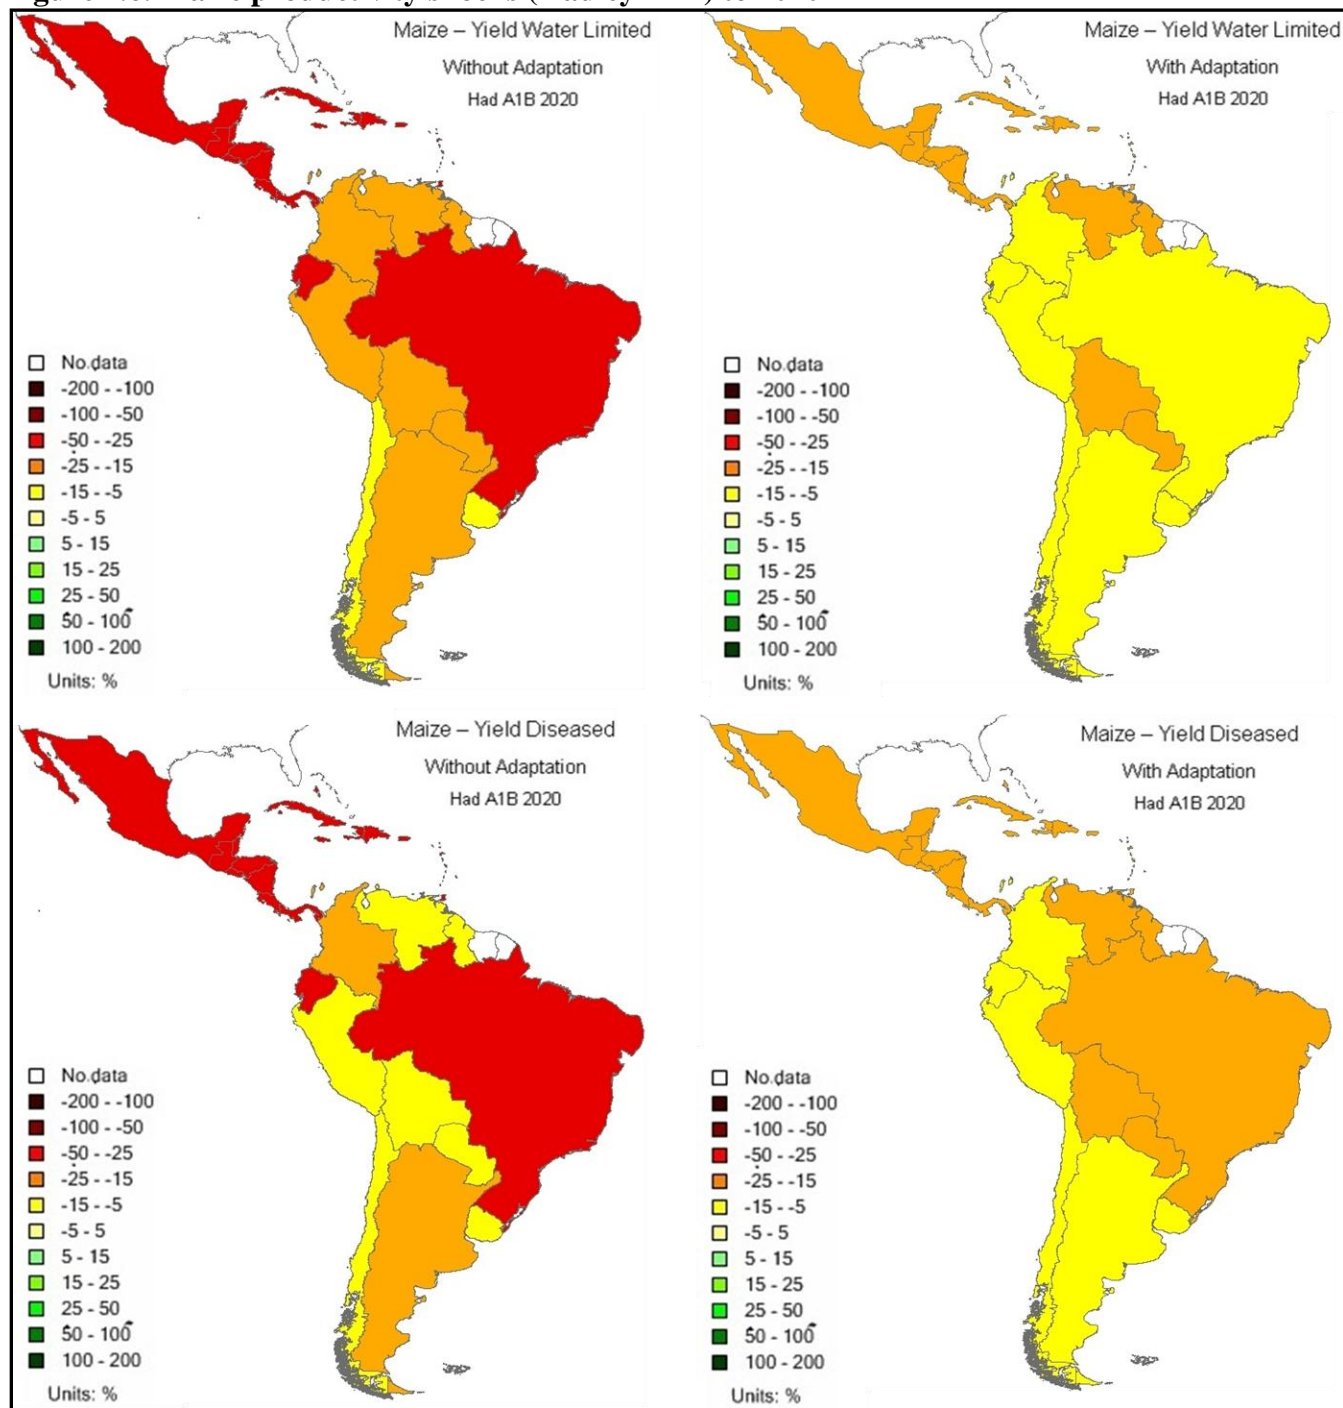 Maize – Yield Water Limited
Without Adaptation
Had A1B 2020
No.data
-200 - -100
-100 - -50
-50 - -25
-25 - -15
-15 - -5
-5 - 5
5 - 15
15 - 25
25 - 50
50 - 100
100 - 200
Units: %
Maize – Yield Water Limited
With Adaptation
Had A1B 2020
No.data
-200 - -100
-100 - -50
-50 - -25
-25 - -15
-15 - -5
-5 - 5
5 - 15
15 - 25
25 - 50
50 - 100
100 - 200
Units: %
Maize – Yield Diseased
Without Adaptation
Had A1B 2020
No.data
-200 - -100
-100 - -50
-50 - -25
-25 - -15
-15 - -5
-5 - 5
5 - 15
15 - 25
25 - 50
50 - 100
100 - 200
Units: %
Maize – Yield Diseased
With Adaptation
Had A1B 2020
No.data
-200 - -100
-100 - -50
-50 - -25
-25 - -15
-15 - -5
-5 - 5
5 - 15
15 - 25
25 - 50
50 - 100
100 - 200
Units: %